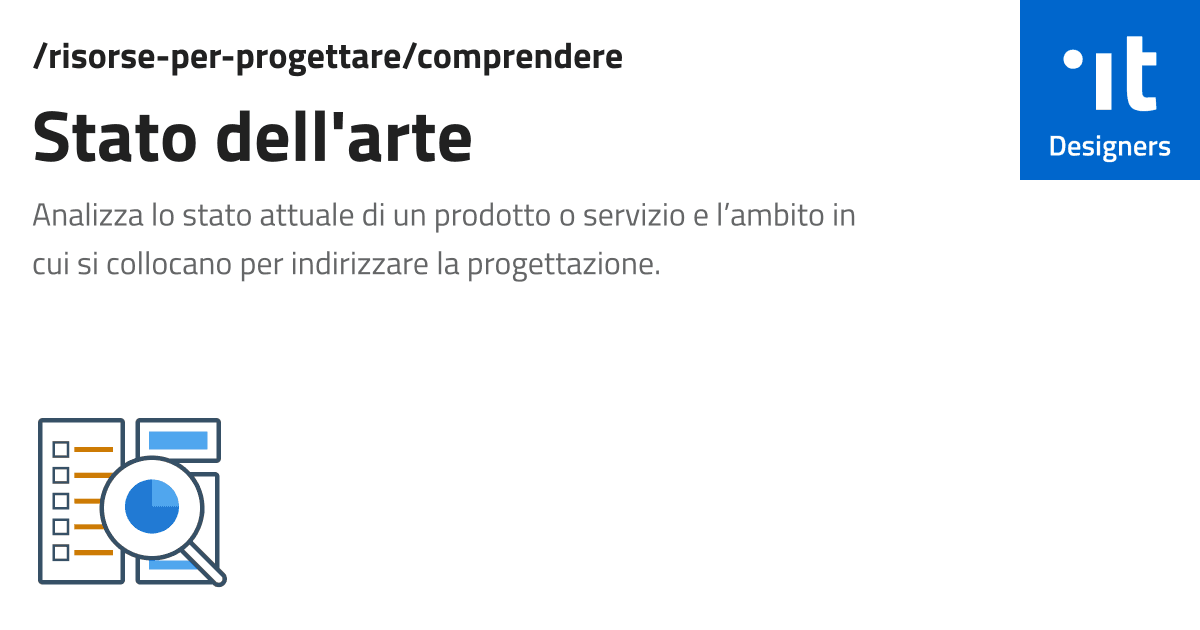 /risorse-per-progettare/comprendere
Stato dell'arte
Analizza lo stato attuale di un prodotto o servizio e l’ambito in
cui si collocano per indirizzare la progettazione.
it
Designers